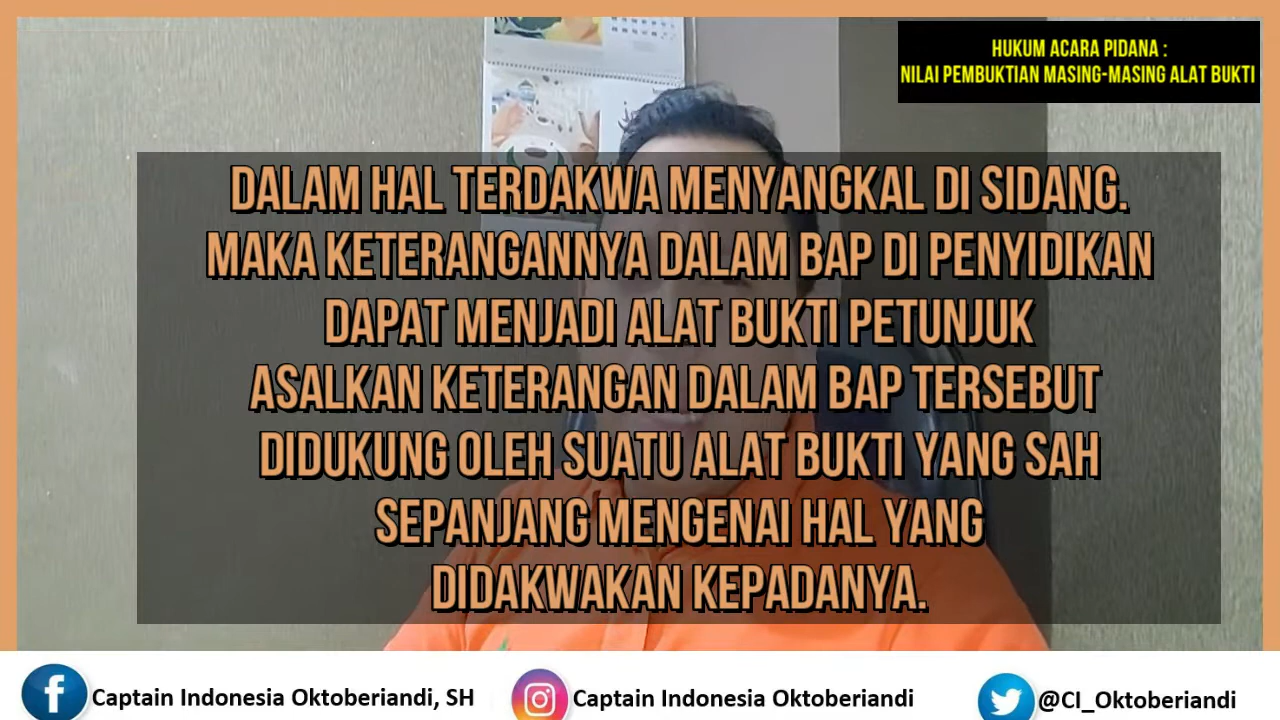 HUKUM ACARA PIDANA :
NILAI PEMBUKTIAN MASING-MASING ALAT BUKTI
DALAM HAL TERDAKWA MENYANGKAL DI SIDANG.
MAKA KETERANGANNYA DALAM BAP DI PENYIDIKAN
DAPAT MENJADI ALAT BUKTI PETUNJUK
ASALKAN KETERANGAN DALAM BAP TERSEBUT
DIDUKUNG OLEH SUATU ALAT BUKTI YANG SAH
SEPANJANG MENGENAI HAL YANG
DIDAKWAKAN KEPADANYA.
Captain Indonesia Oktoberiandi, SH
Captain Indonesia Oktoberiandi
@CI_Oktoberiandi